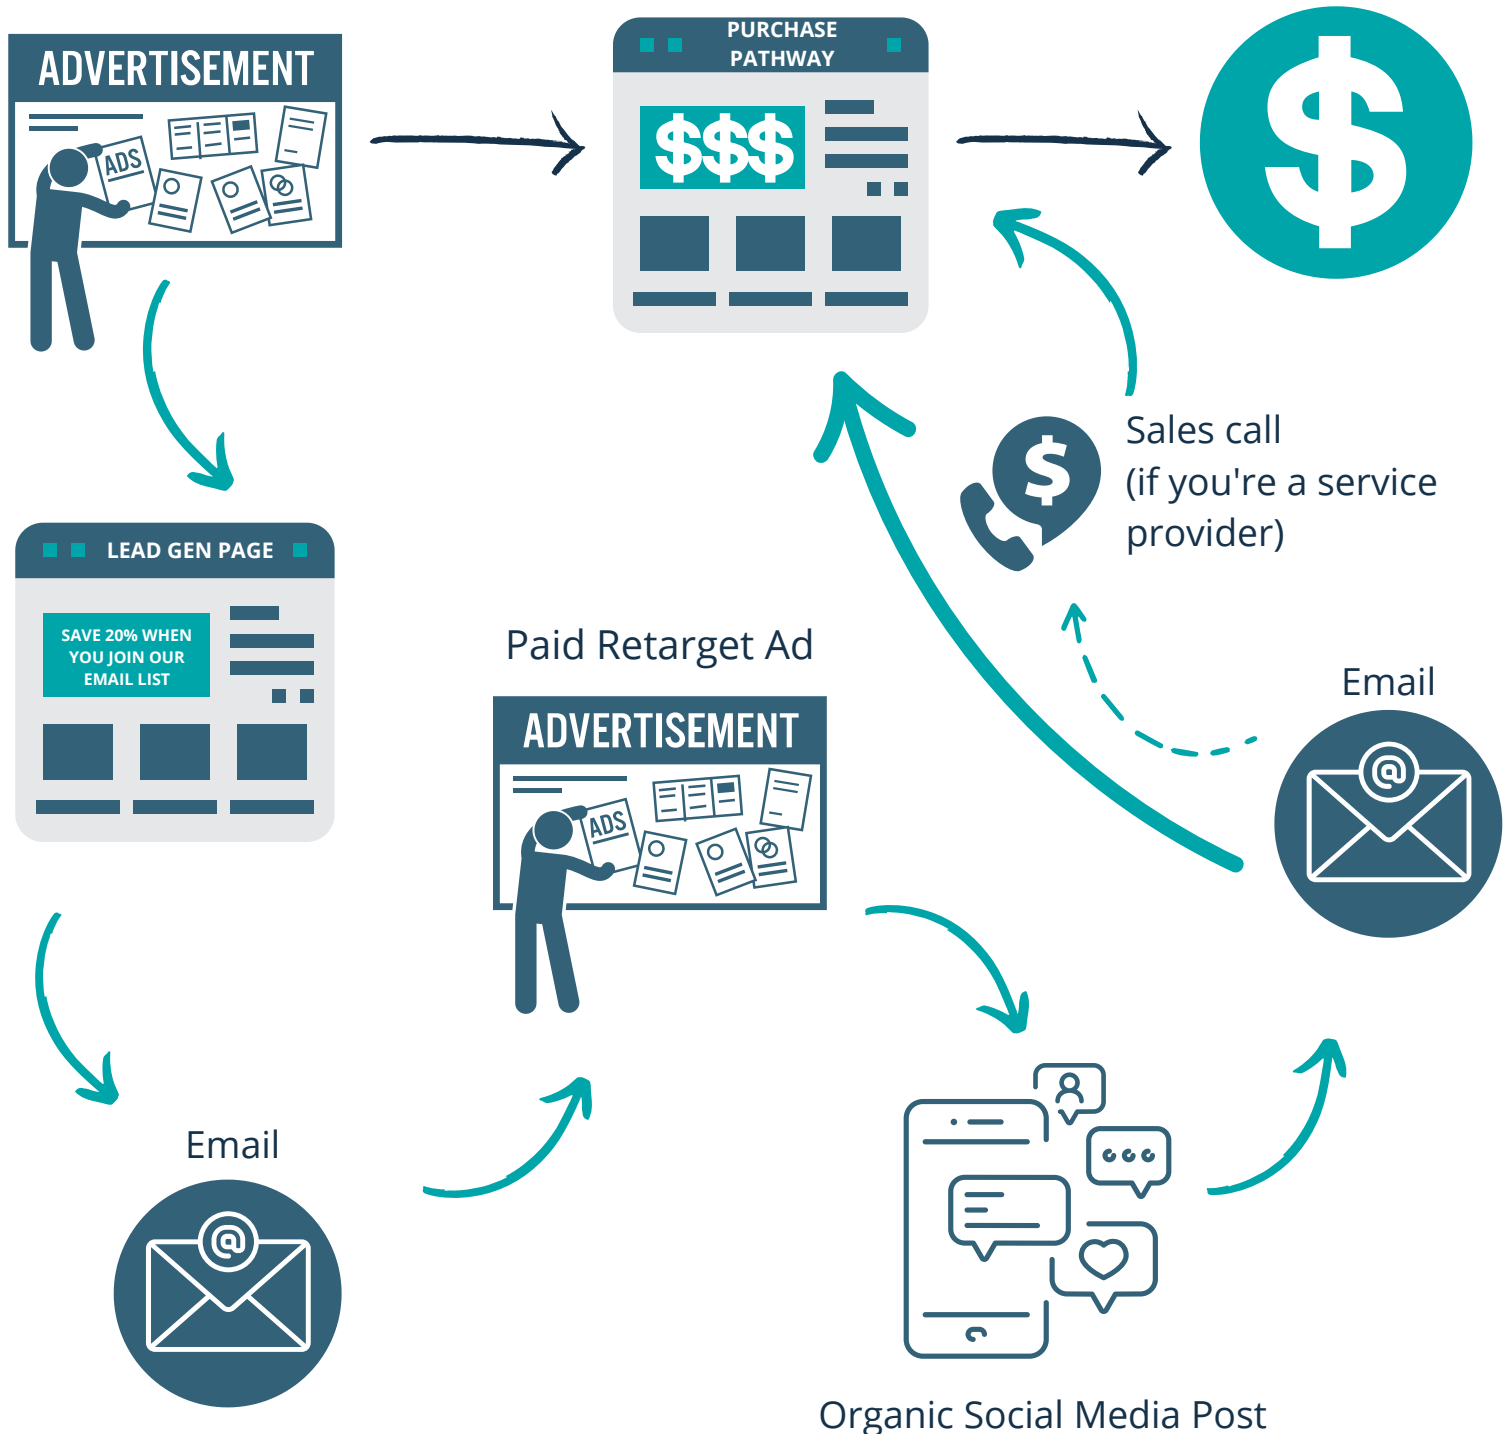 ADVERTISEMENT
ADS
PURCHASE
PATHWAY
$$$
$
Sales call
(if you're a service
provider)
$
LEAD GEN PAGE
SAVE 20% WHEN
YOU JOIN OUR
EMAIL LIST
Paid Retarget Ad
ADVERTISEMENT
ADS
Email
@
Email
@
Organic Social Media Post